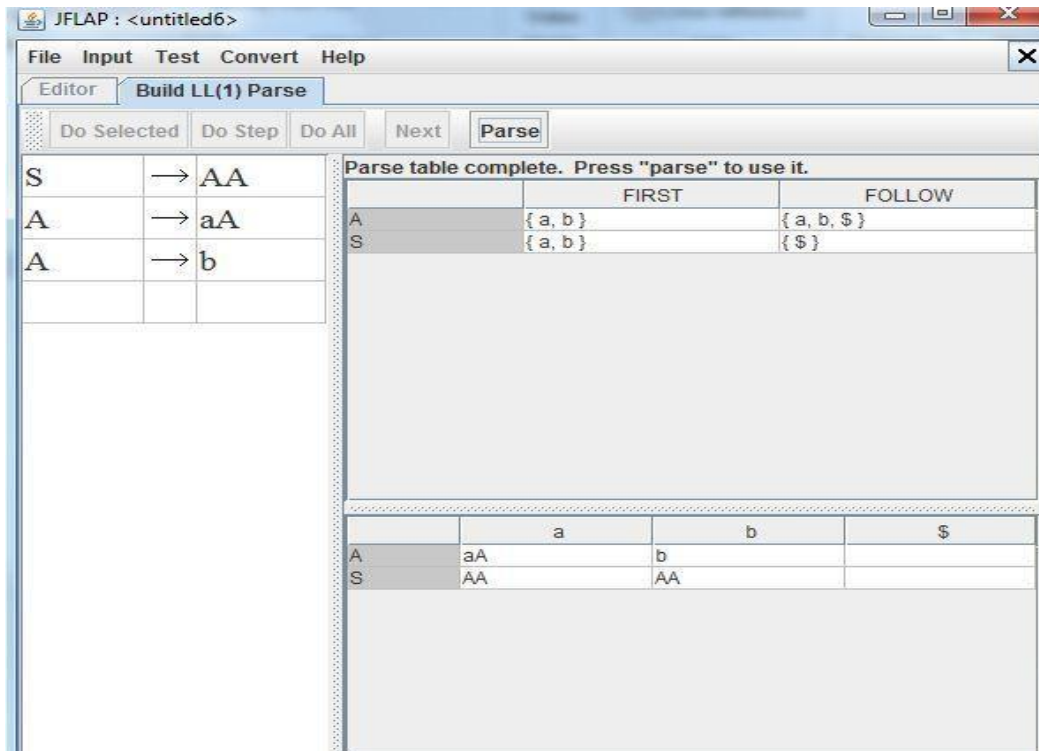 JFLAP : <untitled6>
File Input Test Convert Help
Editor Build LL(1) Parse
Do Selected Do Step Do All Next Parse
S → AA
A → aA
A → b
Parse table complete. Press "parse" to use it.
FIRST FOLLOW
A { a, b } { a, b, $ }
S { a, b } { $ }
a b $
A aA b
S AA AA